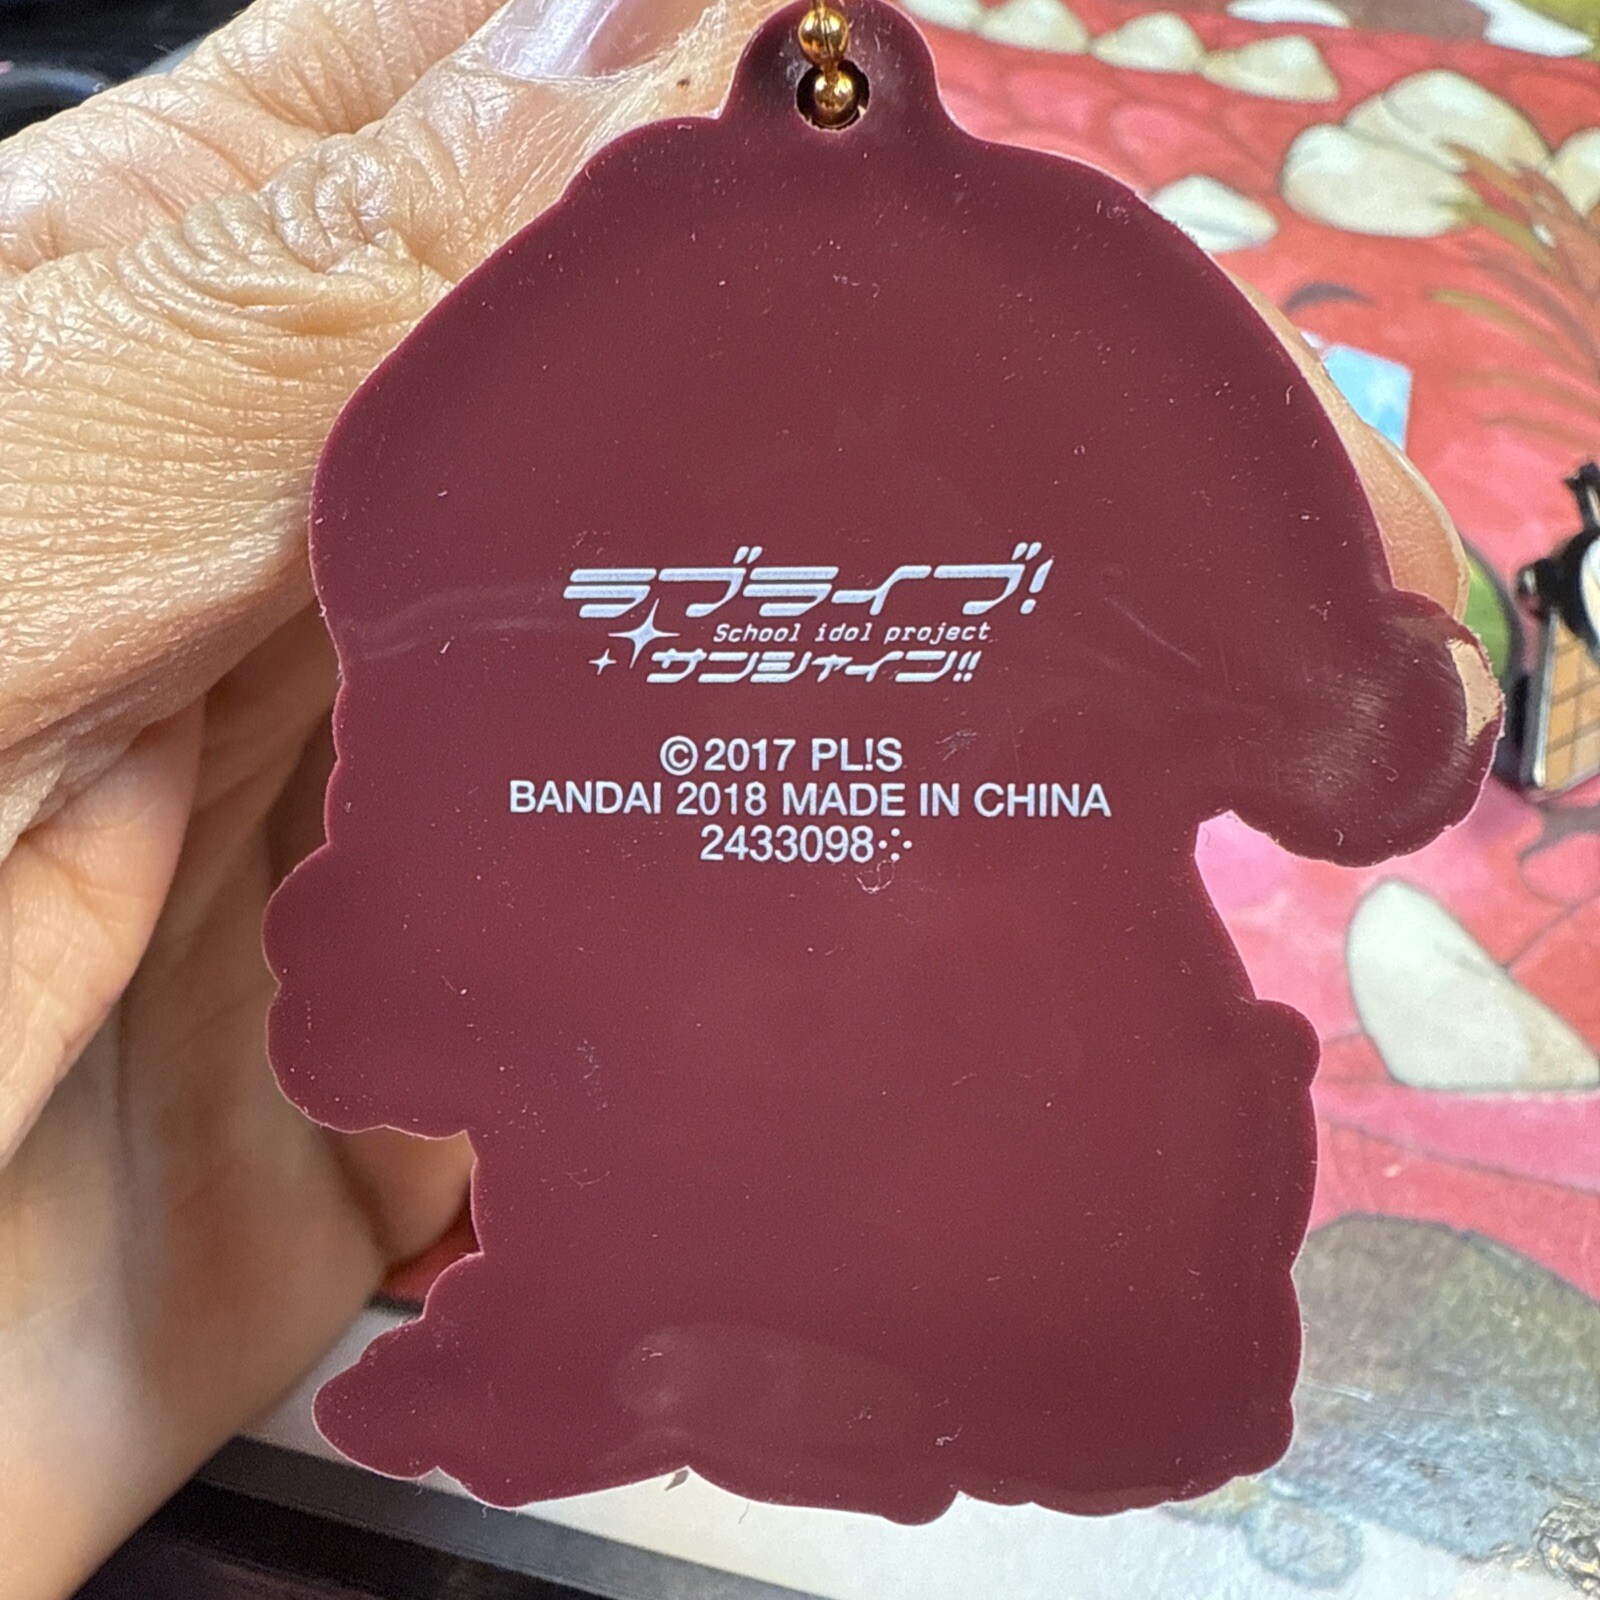 ラブライブ!
School idol project
サンシャイン!!
©2017 PL!S
BANDAI 2018 MADE IN CHINA
2433098